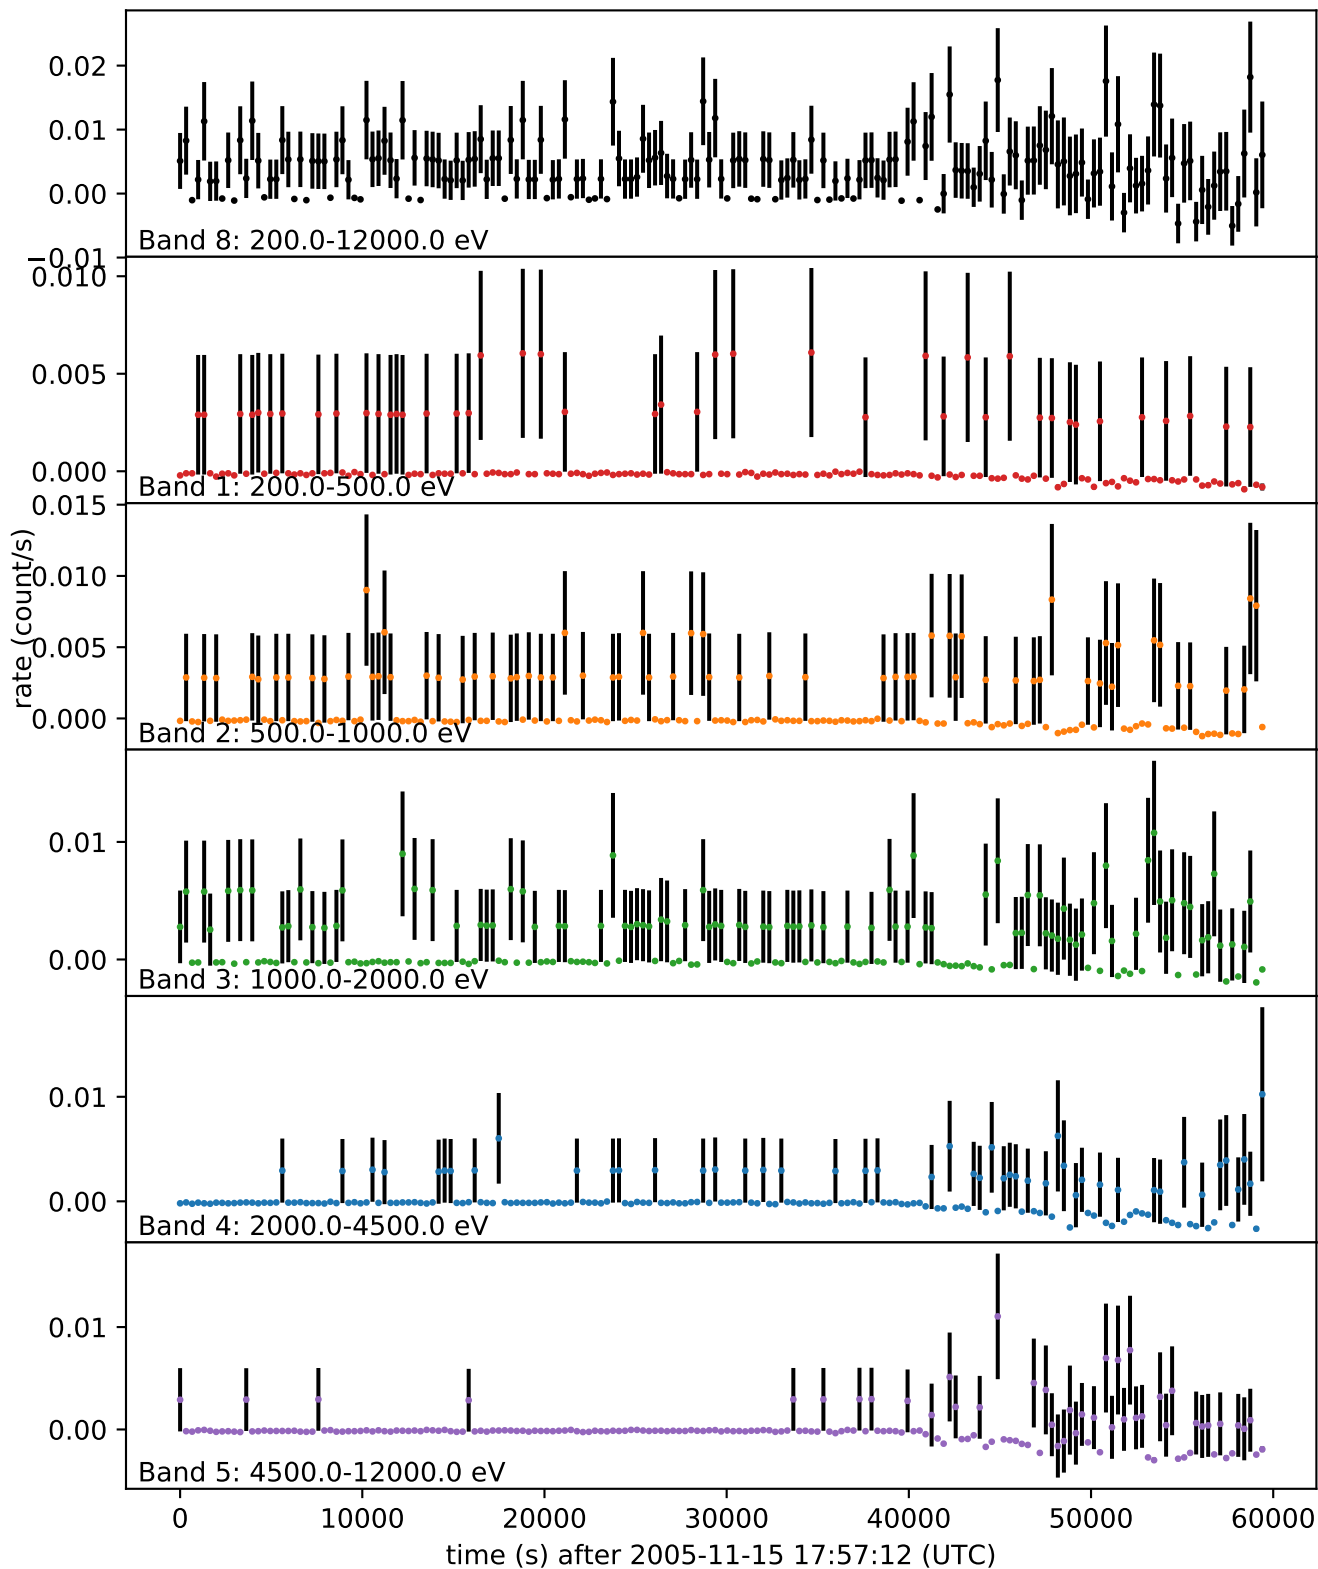 0.02
0.01
0.00
−0.01
Band 8: 200.0-12000.0 eV
0.010
0.005
0.000
Band 1: 200.0-500.0 eV
0.015
0.010
0.005
0.000
Band 2: 500.0-1000.0 eV
rate (count/s)
0.01
0.00
Band 3: 1000.0-2000.0 eV
0.01
0.00
Band 4: 2000.0-4500.0 eV
0.01
0.00
Band 5: 4500.0-12000.0 eV
0 10000 20000 30000 40000 50000 60000
time (s) after 2005-11-15 17:57:12 (UTC)